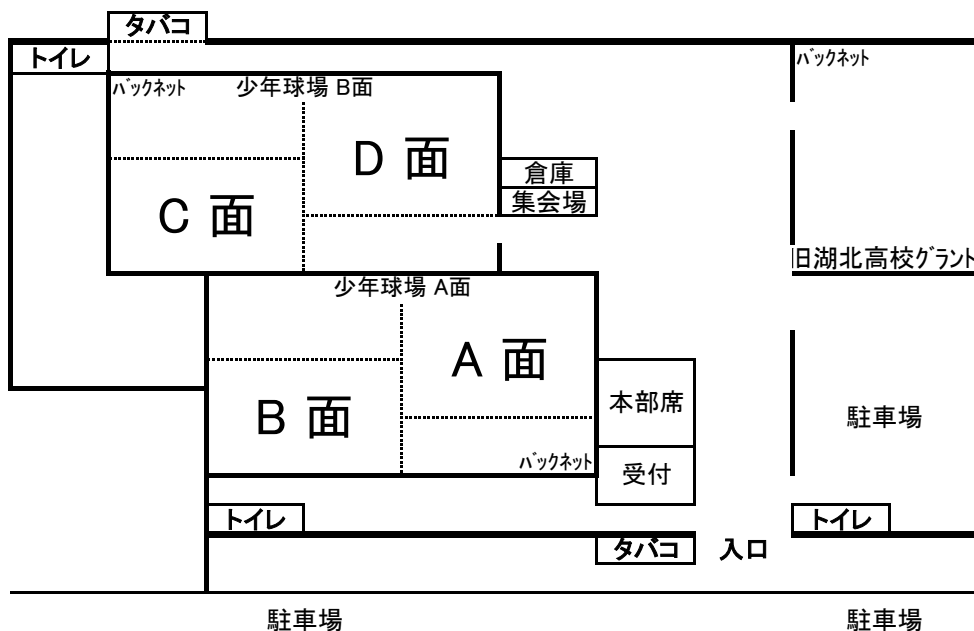 タバコ
トイレ
バックネット
少年球場 B面
バックネット
D 面
倉庫
C 面
集会場
旧湖北高校グラント
少年球場 A面
A 面
本部席
B 面
駐車場
バックネット
受付
トイレ
トイレ
タバコ
入口
駐車場
駐車場